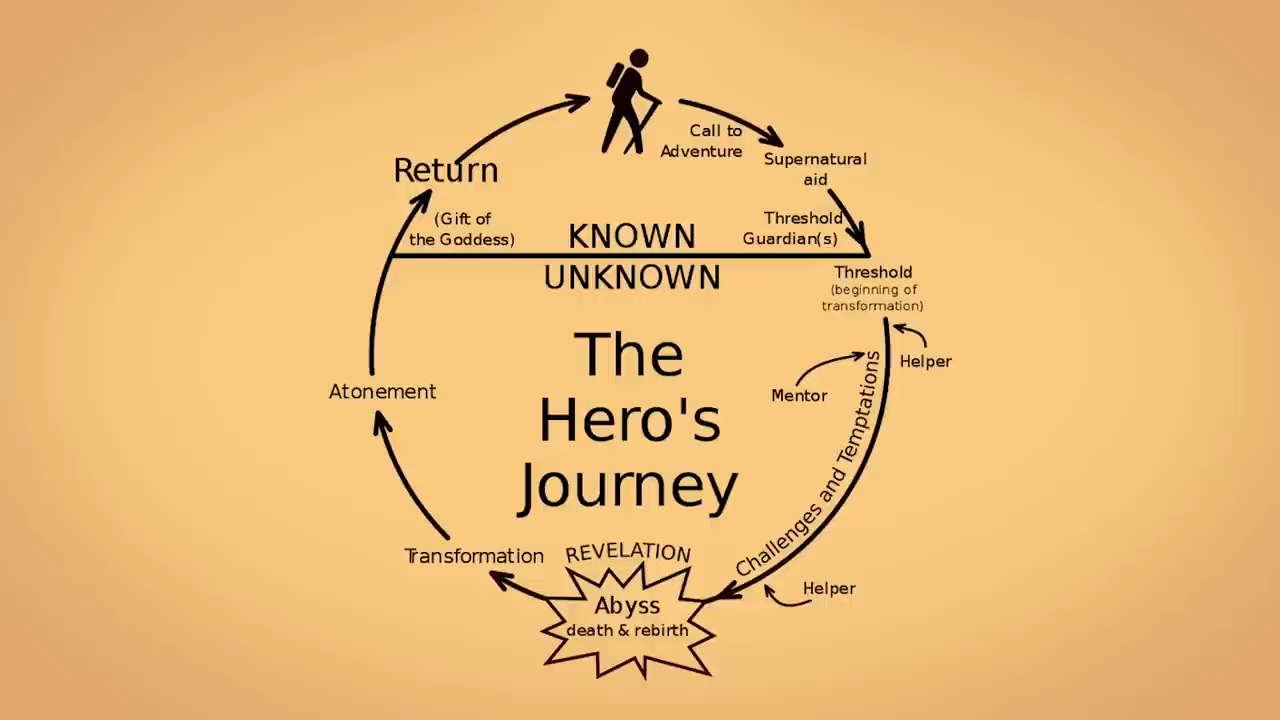 Call to
Adventure
Supernatural
aid
Return
(Gift of
the Goddess)
KNOWN
Threshold
Guardian(s)
UNKNOWN
Threshold
(beginning of
transformation)
The
Hero's
Journey
Helper
Mentor
Challenges and Temptations
Atonement
Transformation
REVELATION
Abyss
death & rebirth
Helper